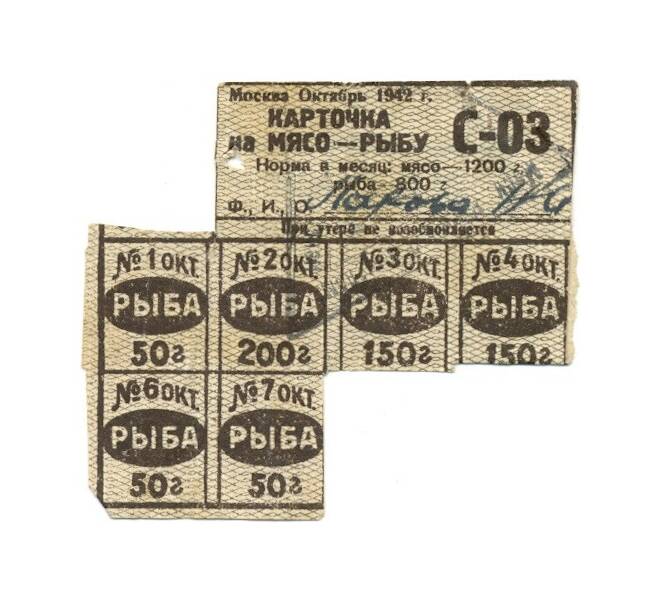 Москва Октябрь 1942 г.
КАРТОЧКА
на МЯСО—РЫБУ С-03
Норма в месяц: мясо—1200 г.
рыба - 800 г.
Ф., И., О.
При утере не возобновляется
№1 ОКТ. №2 ОКТ. №3 ОКТ. №4 ОКТ.
РЫБА РЫБА РЫБА РЫБА
50г 200г 150г 150г
№6 ОКТ. №7 ОКТ.
РЫБА РЫБА
50г 50г